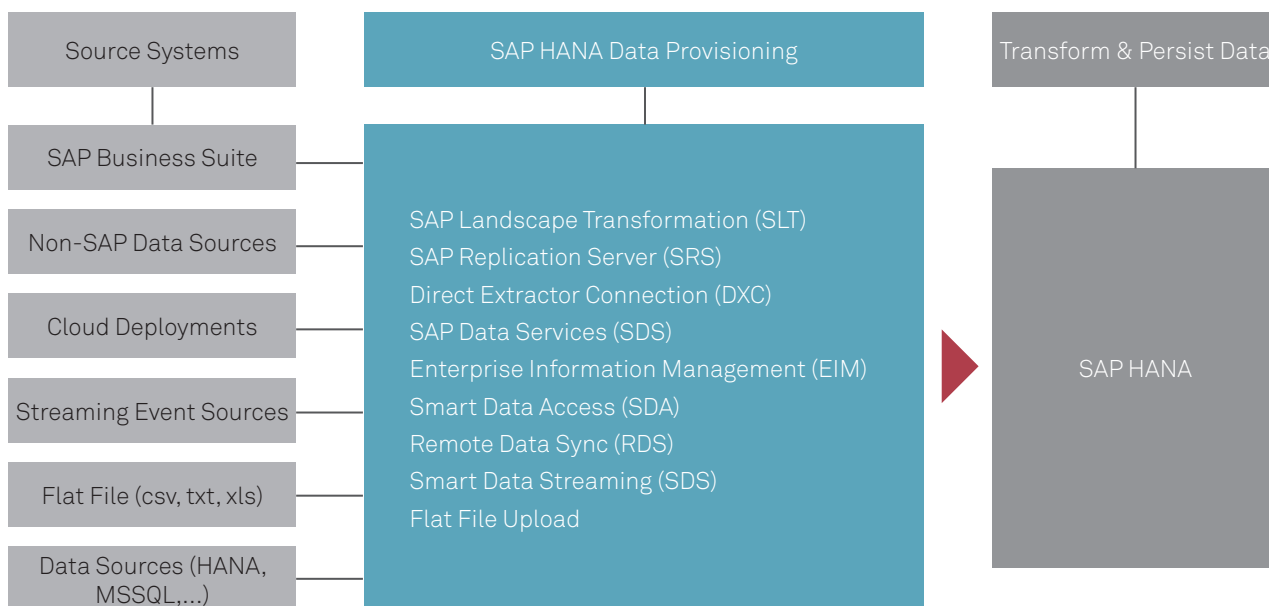 Source Systems
SAP HANA Data Provisioning
Transform & Persist Data
SAP Business Suite
Non-SAP Data Sources
Cloud Deployments
Streaming Event Sources
Flat File (csv, txt, xls)
Data Sources (HANA,
MSSQL,...)
SAP Landscape Transformation (SLT)
SAP Replication Server (SRS)
Direct Extractor Connection (DXC)
SAP Data Services (SDS)
Enterprise Information Management (EIM)
Smart Data Access (SDA)
Remote Data Sync (RDS)
Smart Data Streaming (SDS)
Flat File Upload
SAP HANA